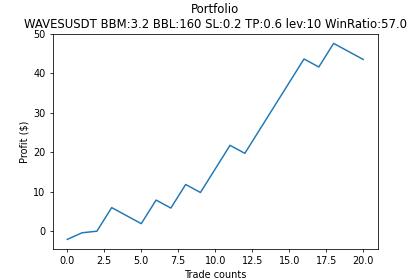 Portfolio
WAVESUSDT BBM:3.2 BBL:160 SL:0.2 TP:0.6 lev:10 WinRatio:57.0
50
40
30
20
10
0
Profit ($)
0.0 2.5 5.0 7.5 10.0 12.5 15.0 17.5 20.0
Trade counts